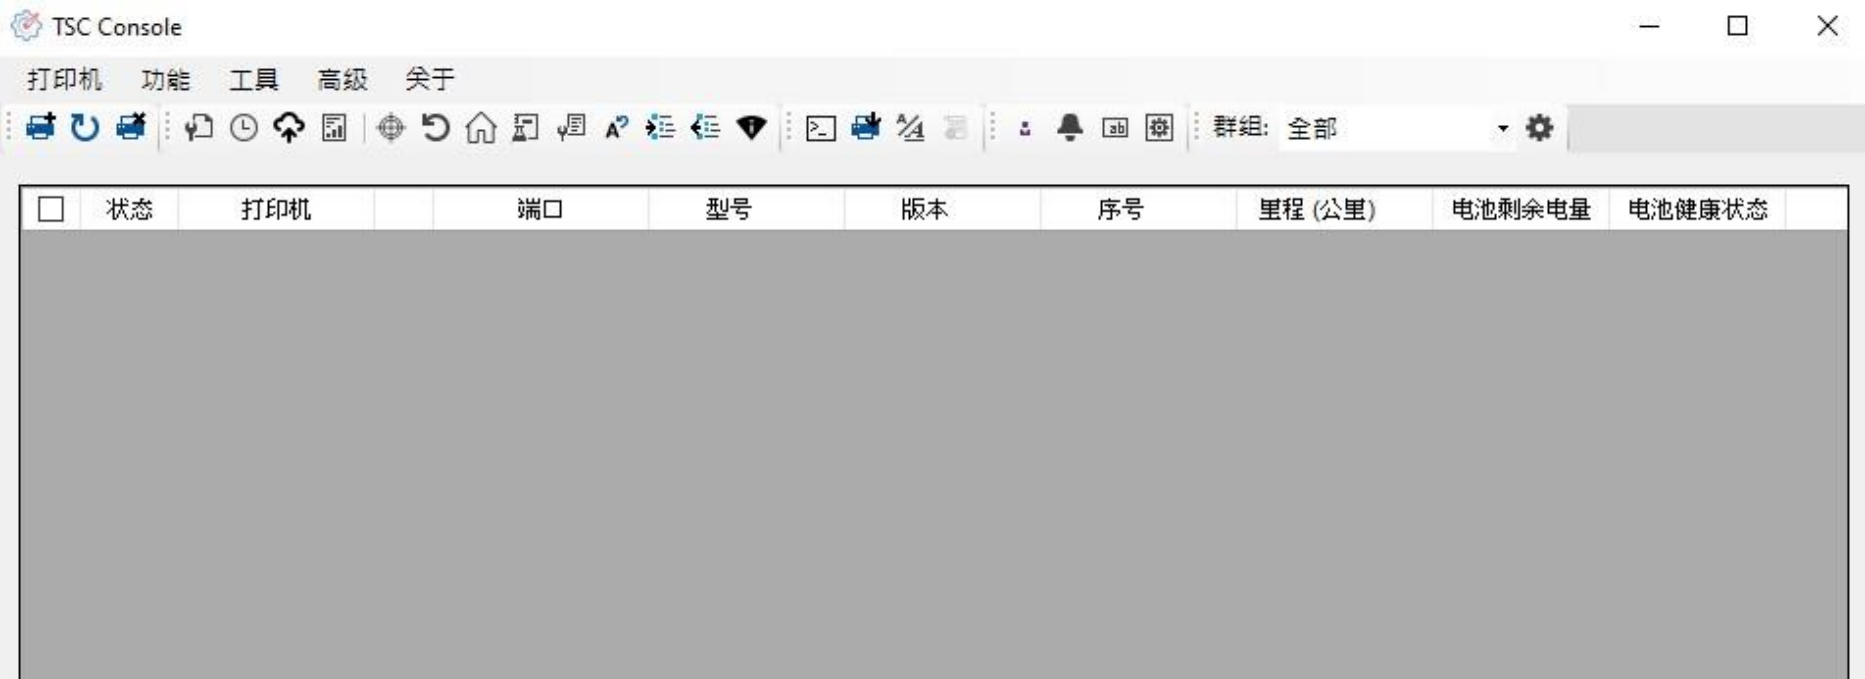 TSC Console
打印机 功能 工具 高级 关于
群组: 全部
状态 打印机 端口 型号 版本 序号 里程 (公里) 电池剩余电量 电池健康状态